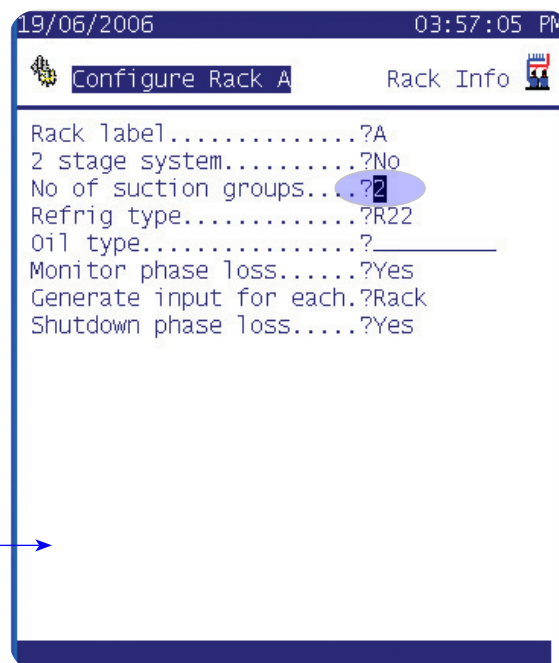 19/06/2006 03:57:05 PM
Configure Rack A Rack Info
Rack label..............?A
2 stage system..........?No
No of suction groups....?2
Refrig type.............?R22
Oil type................?__________
Monitor phase loss......?Yes
Generate input for each.?Rack
Shutdown phase loss.....?Yes